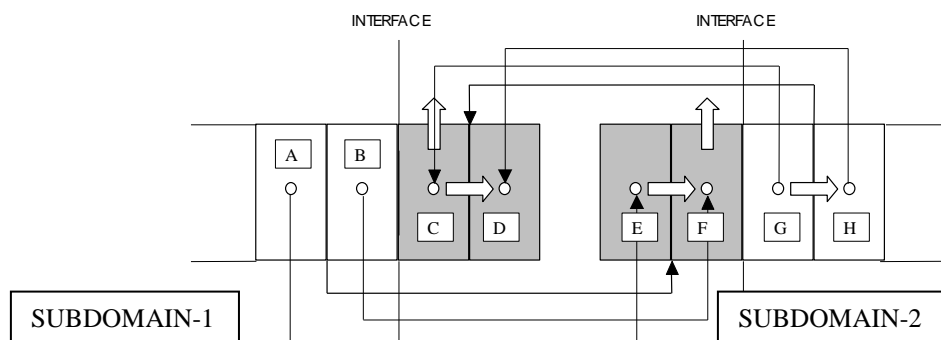 INTERFACE INTERFACE
A B C D E F G H
SUBDOMAIN-1 SUBDOMAIN-2